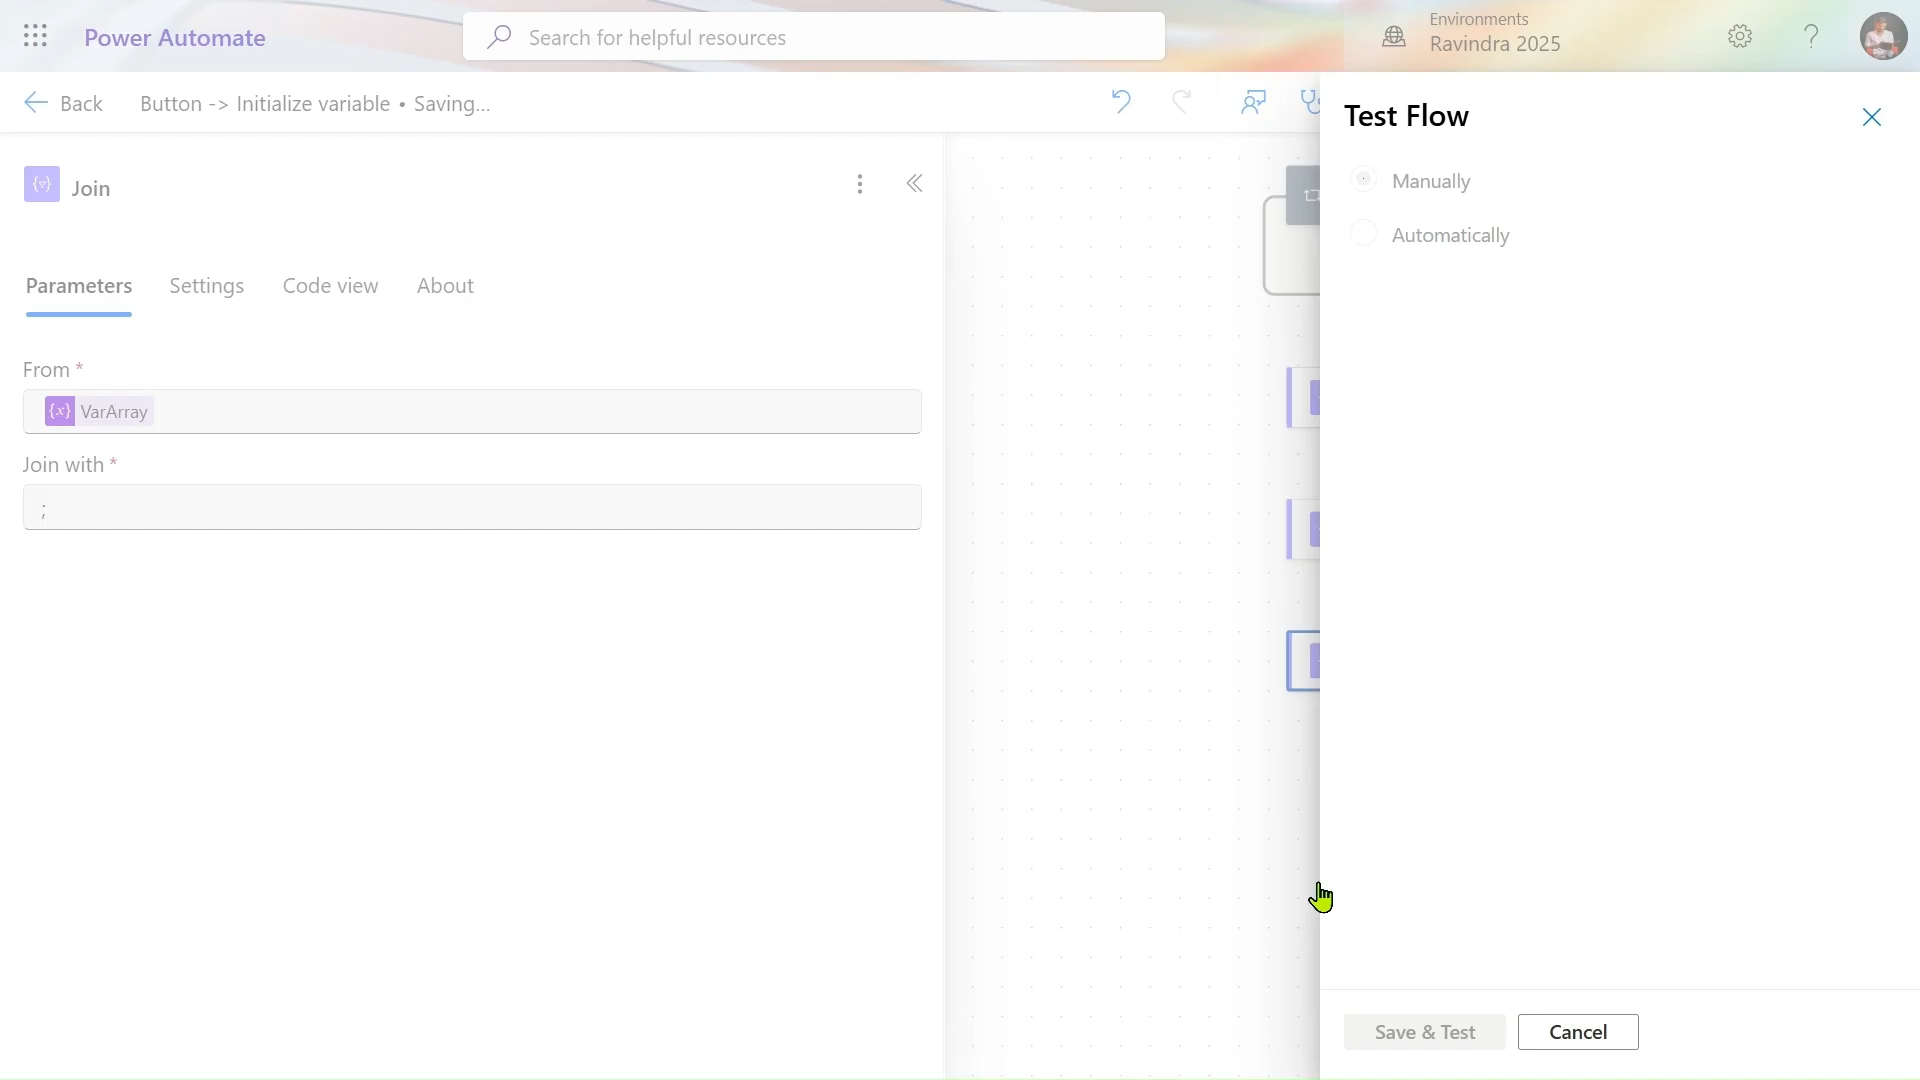 Power Automate
Search for helpful resources
Environments
Ravindra 2025
Back
Button -> Initialize variable • Saving...
Test Flow
Join
Manually
Automatically
Parameters
Settings
Code view
About
From *
{x} VarArray
Join with *
;
Save & Test
Cancel